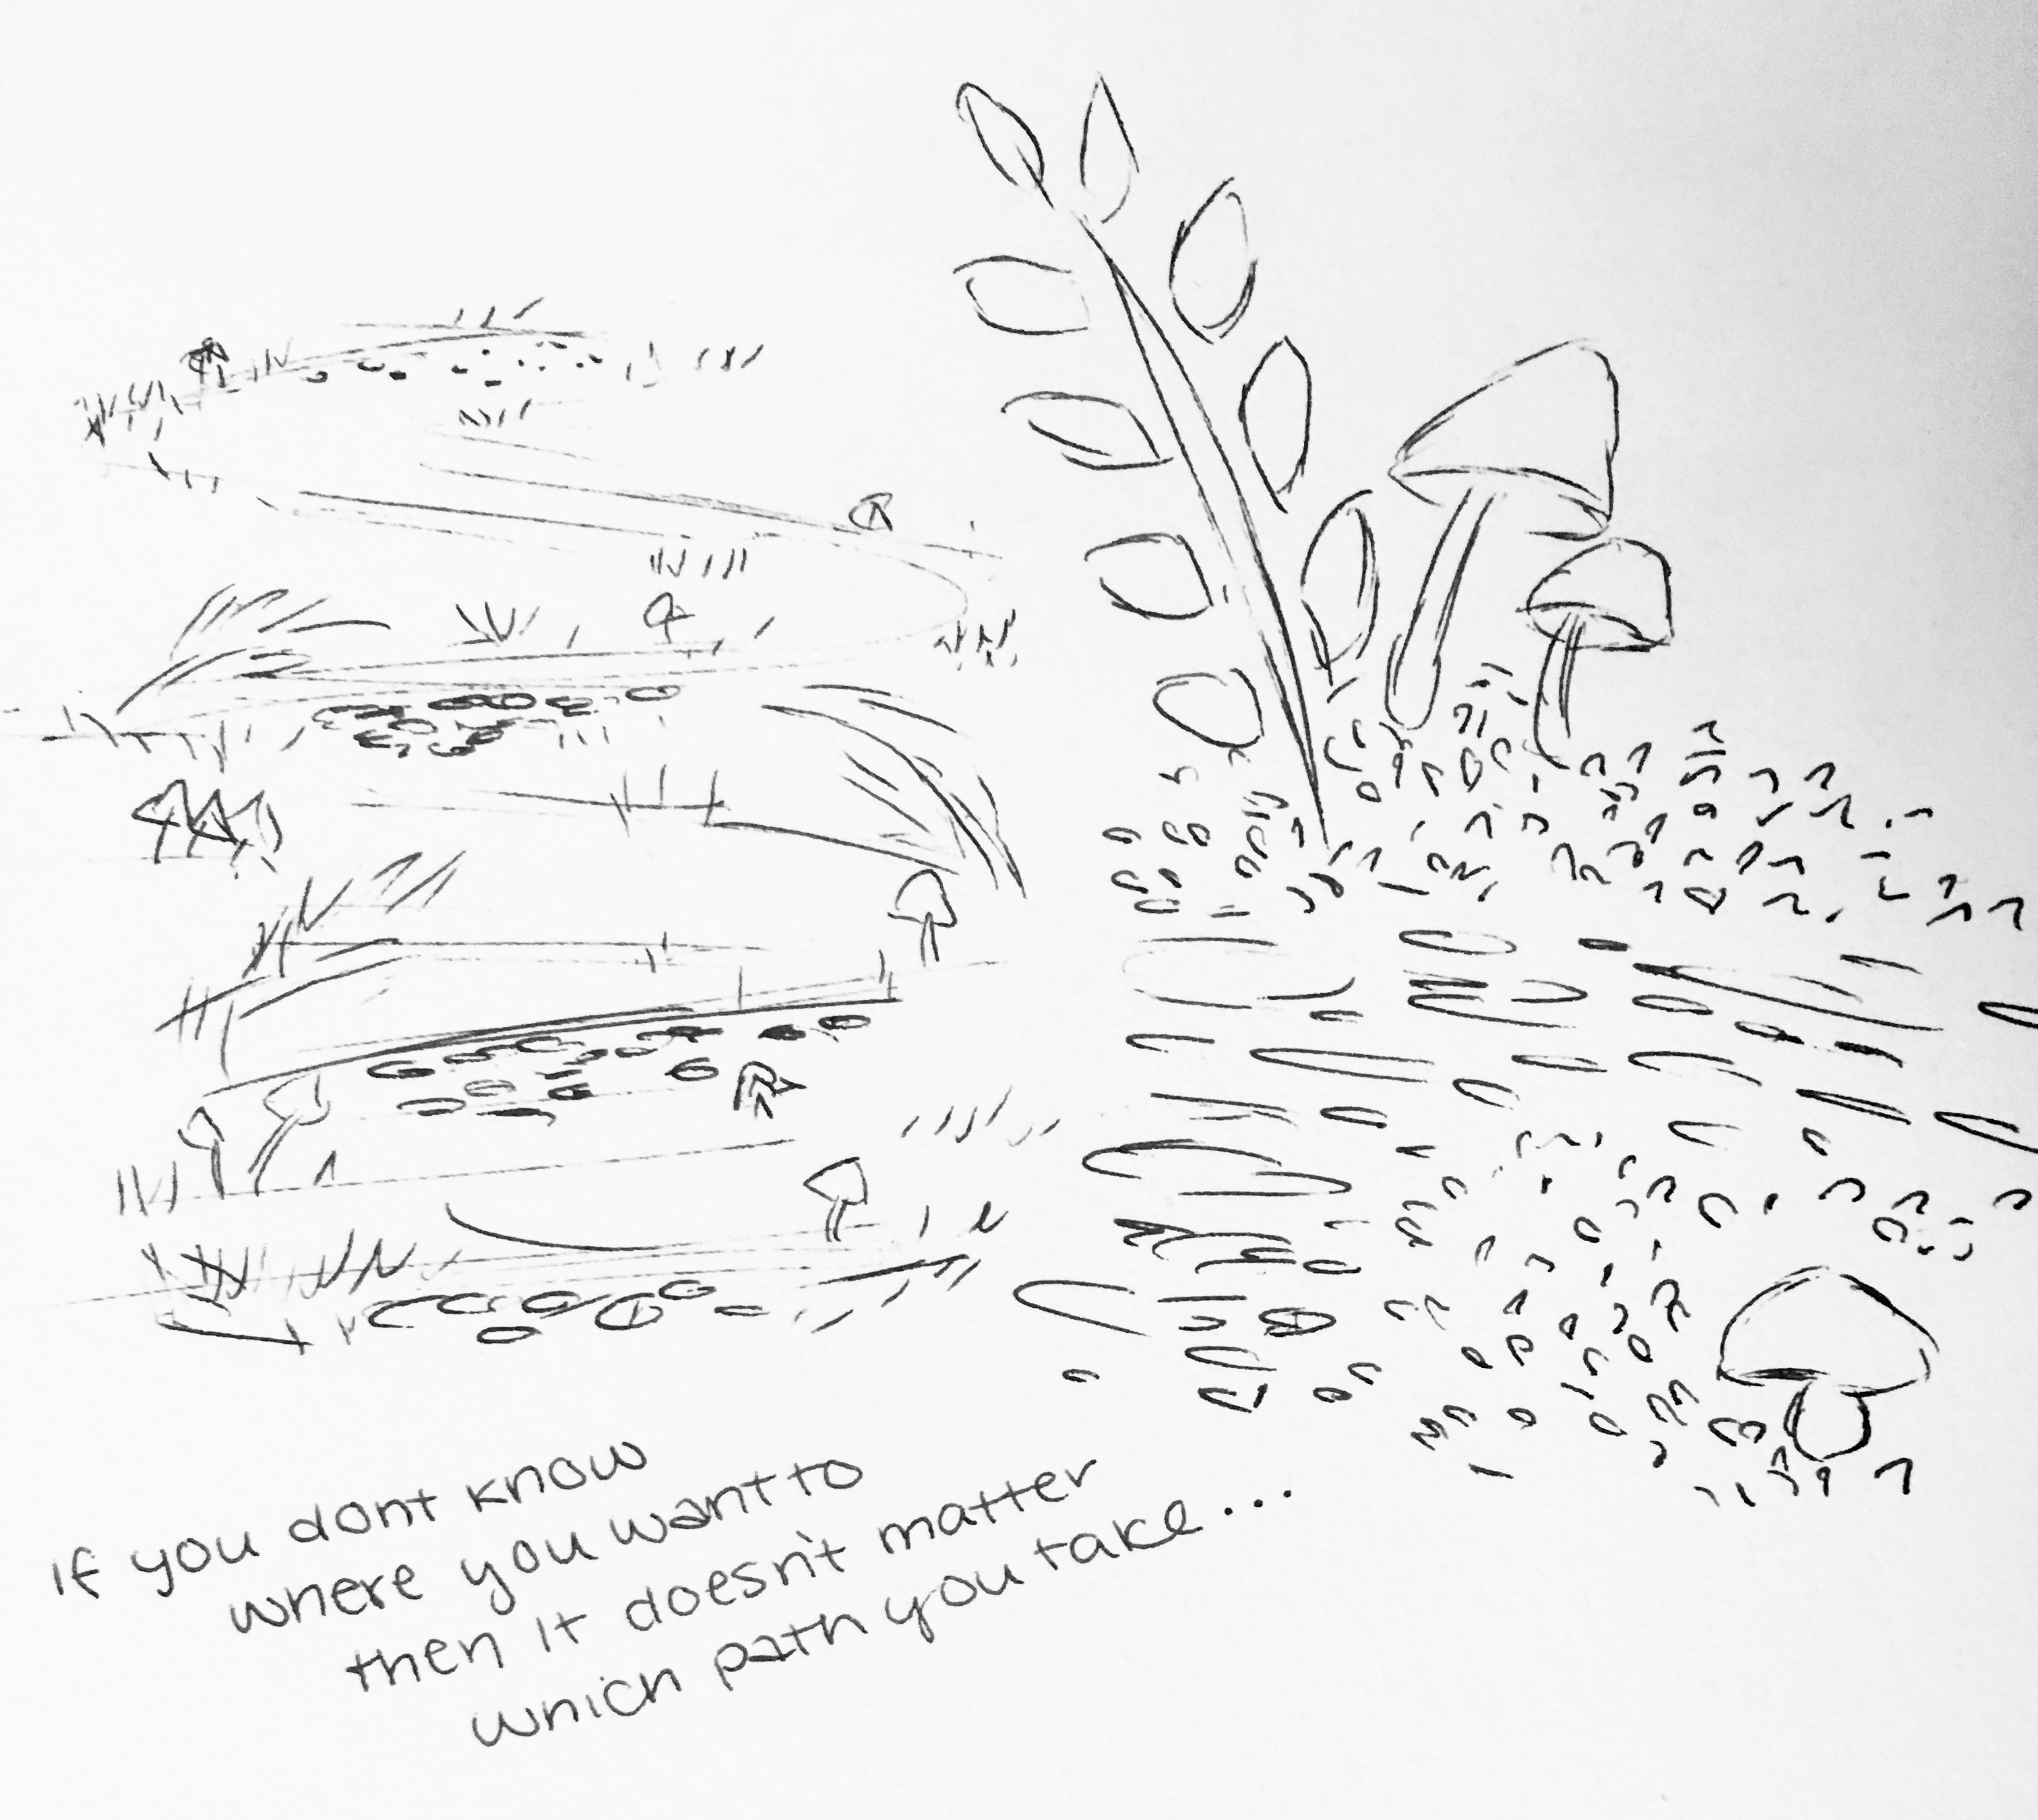 If you dont know
where you want to
then it doesn't matter
which path you take...